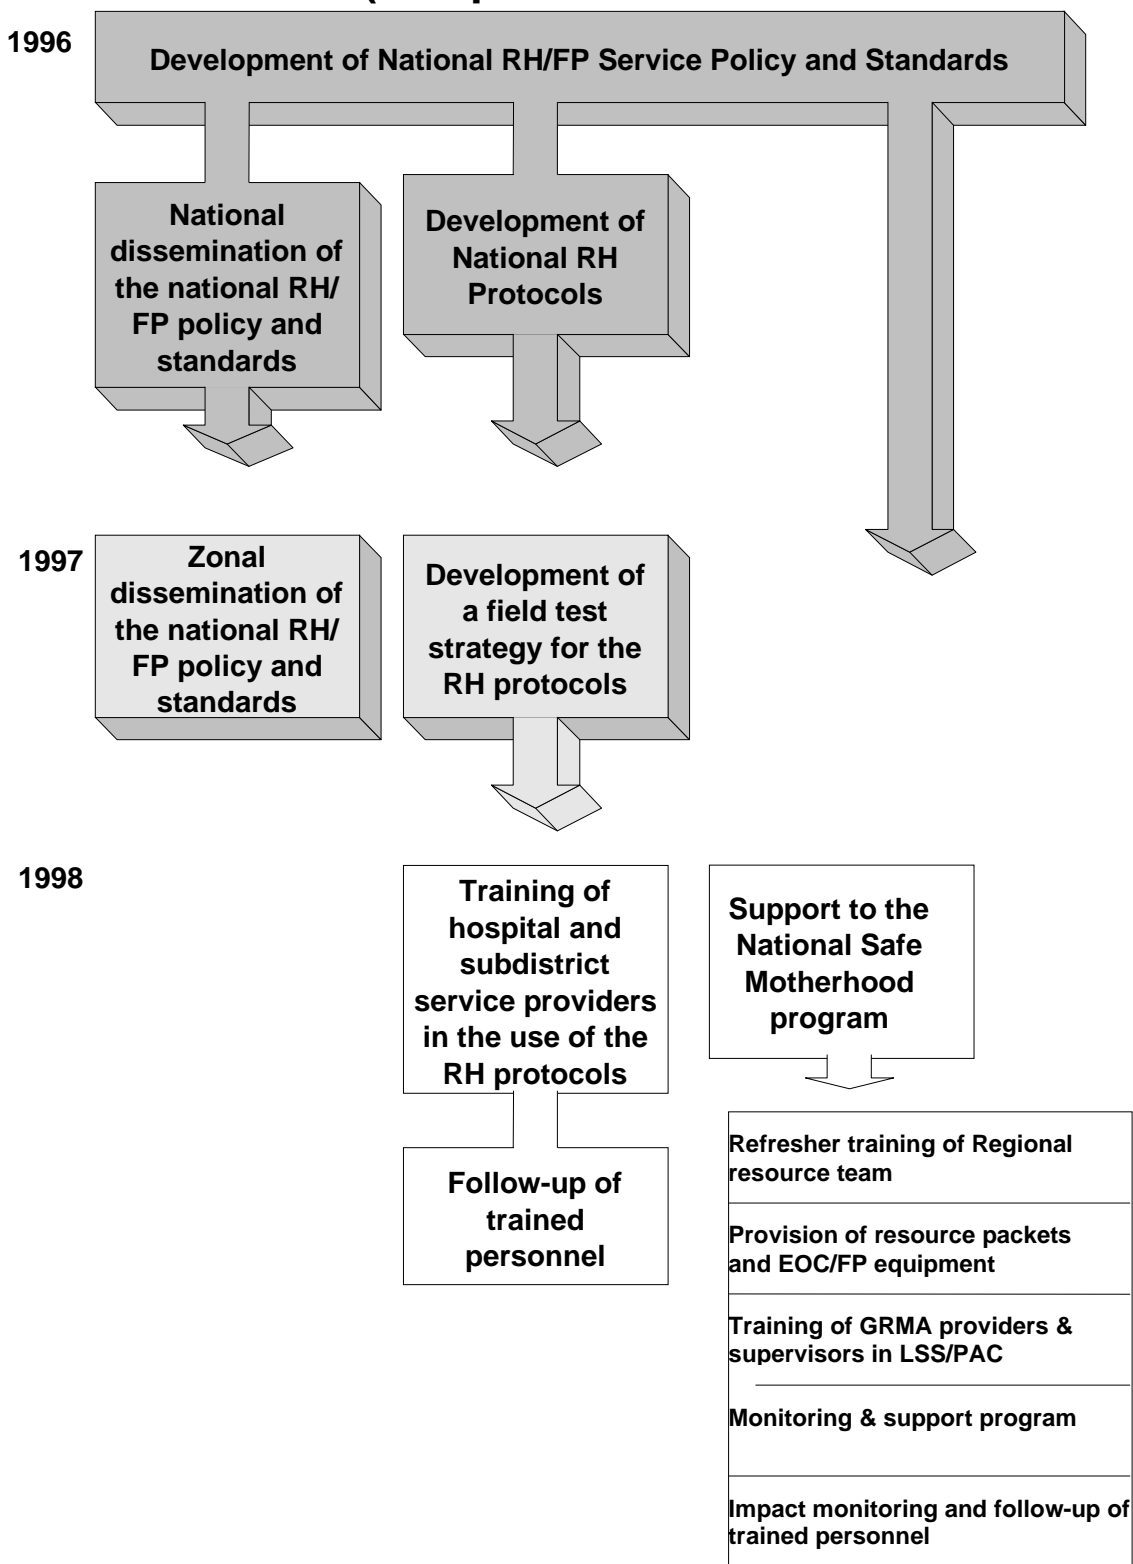 1996
Development of National RH/FP Service Policy and Standards
National
dissemination of
the national RH/
FP policy and
standards
Development of
National RH
Protocols
1997
Zonal
dissemination of
the national RH/
FP policy and
standards
Development of
a field test
strategy for the
RH protocols
1998
Training of
hospital and
subdistrict
service providers
in the use of the
RH protocols
Support to the
National Safe
Motherhood
program
Follow-up of
trained
personnel
Refresher training of Regional
resource team
Provision of resource packets
and EOC/FP equipment
Training of GRMA providers &
supervisors in LSS/PAC
Monitoring & support program
Impact monitoring and follow-up of
trained personnel